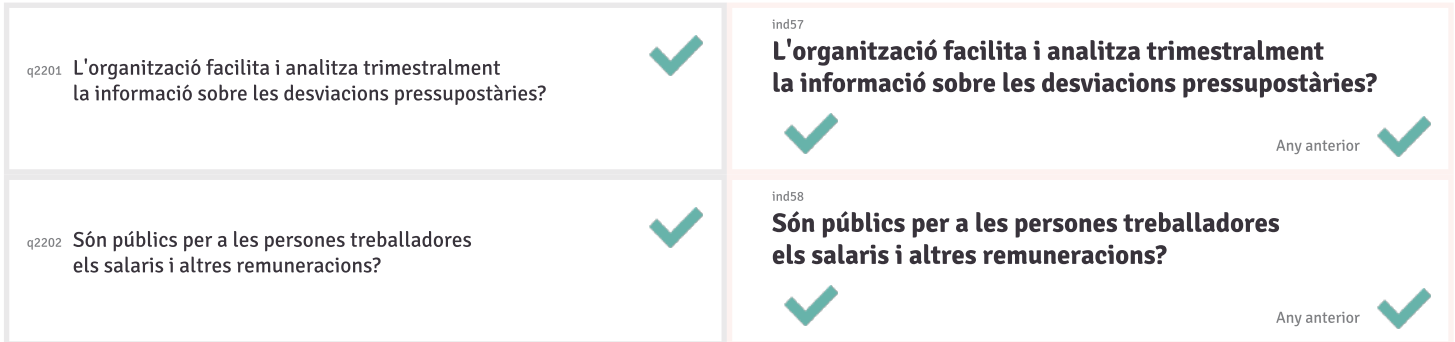 q2201 L'organització facilita i analitza trimestralment
la informació sobre les desviacions pressupostàries?
ind57
L'organització facilita i analitza trimestralment
la informació sobre les desviacions pressupostàries?
Any anterior
q2202 Són públics per a les persones treballadores
els salaris i altres remuneracions?
ind58
Són públics per a les persones treballadores
els salaris i altres remuneracions?
Any anterior